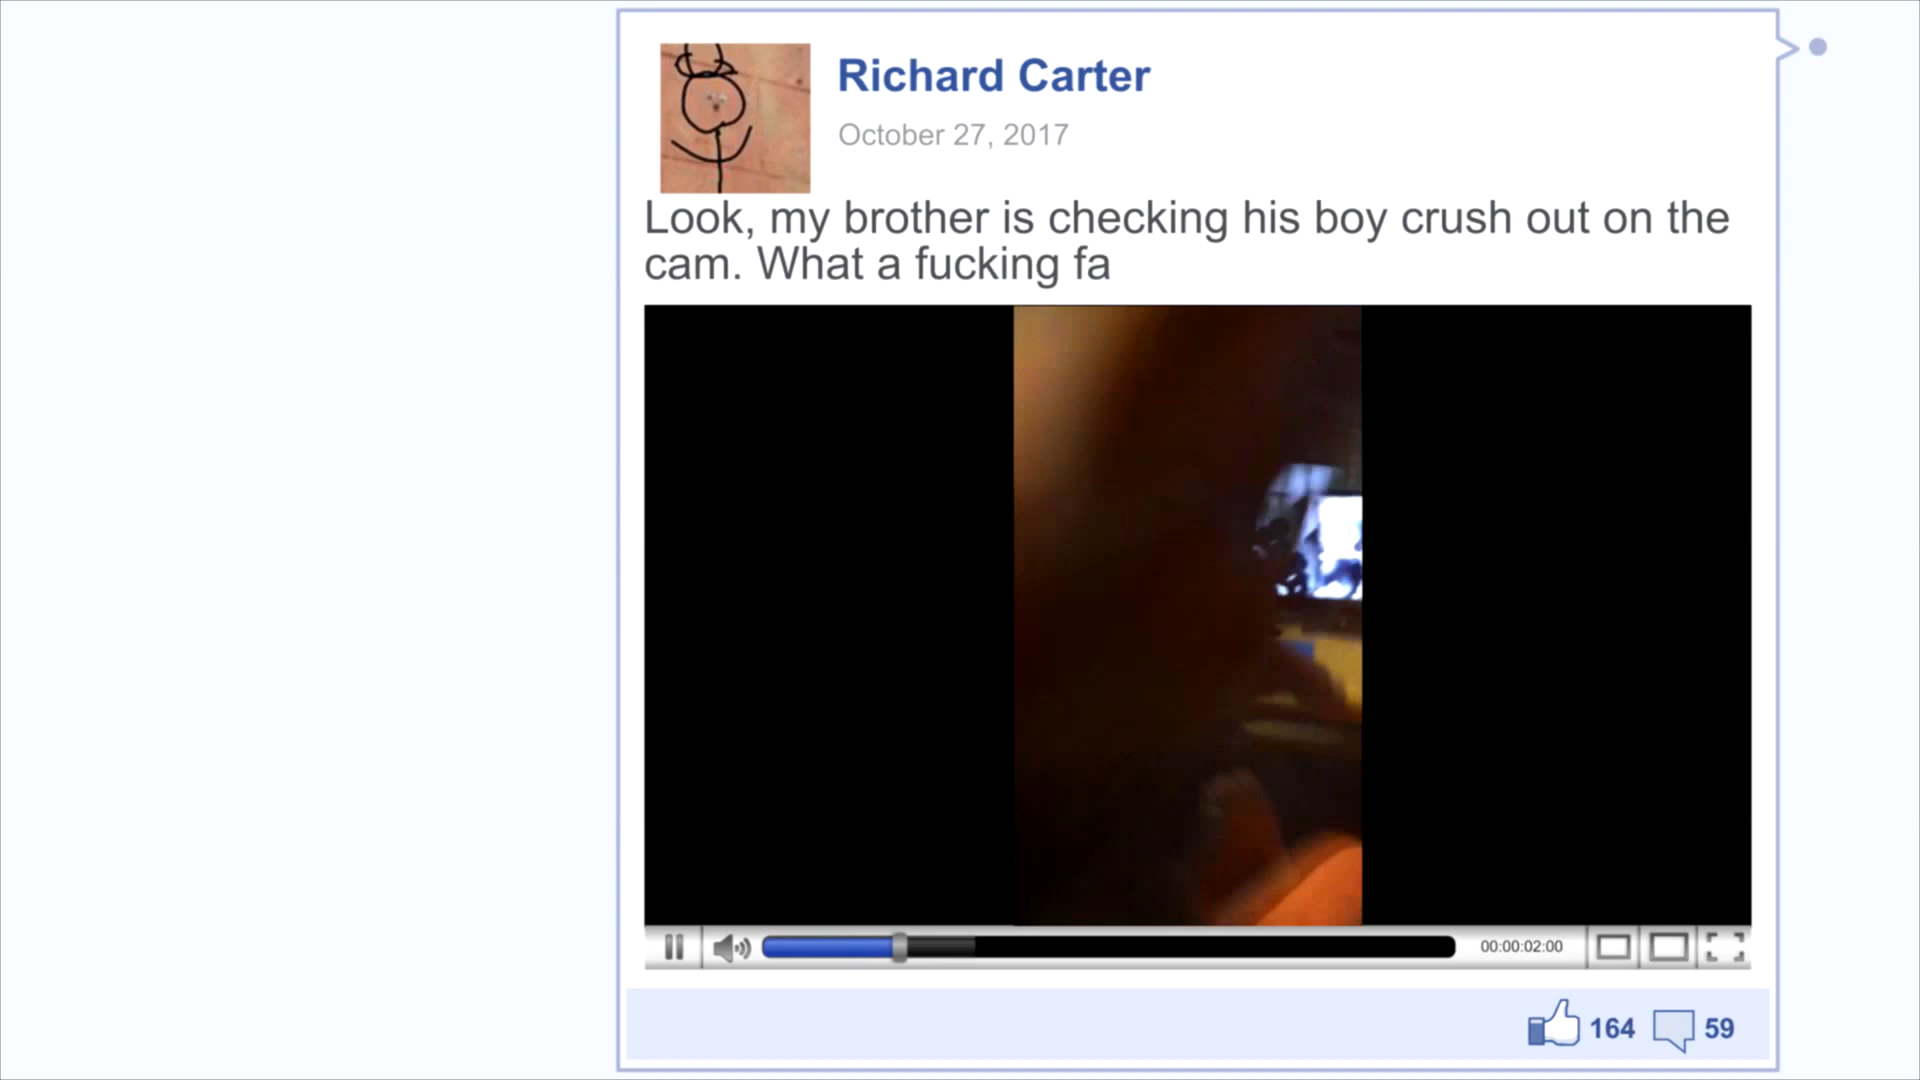 Richard Carter
October 27, 2017
Look, my brother is checking his boy crush out on the
cam. What a fucking fa
00:00:02:00
164
59